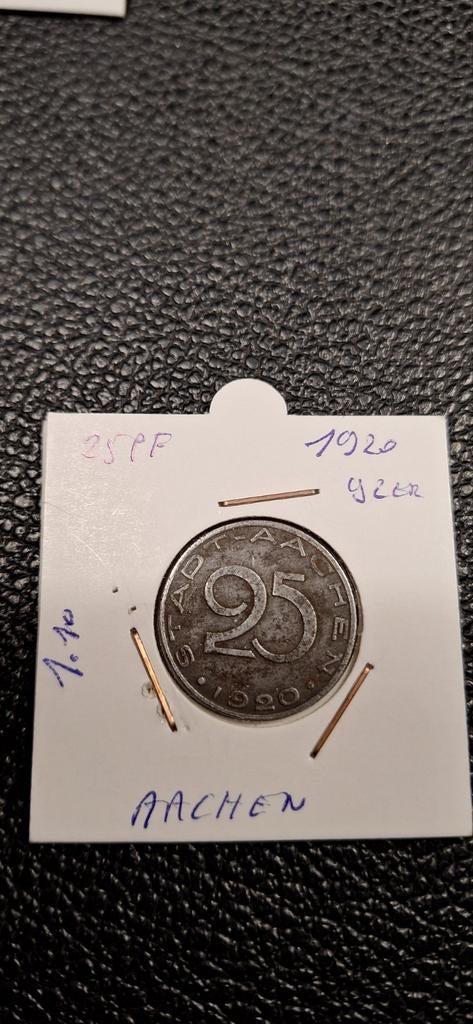 25PF
1920
YZER
STADT-AACHEN
25
· 1920 ·
1.10
AACHEN